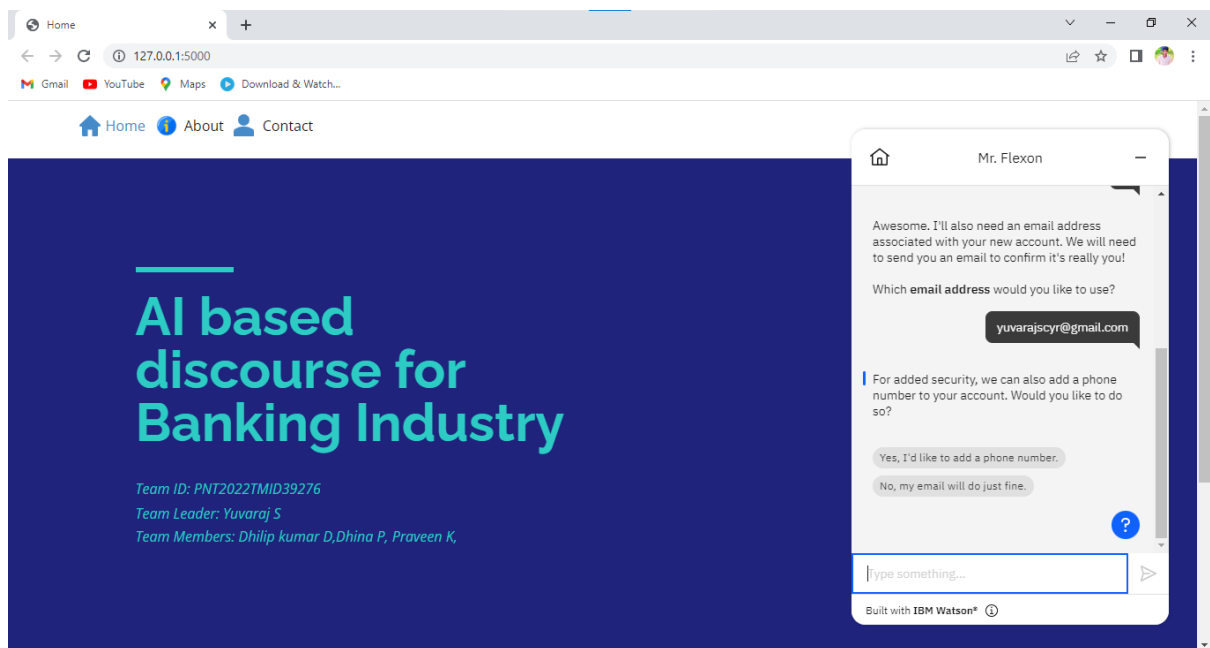 Home
127.0.0.1:5000
Gmail YouTube Maps Download & Watch...
Home About Contact
AI based
discourse for
Banking Industry
Team ID: PNT2022TMID39276
Team Leader: Yuvaraj S
Team Members: Dhilip kumar D,Dhina P, Praveen K,
Mr. Flexon
Awesome. I'll also need an email address
associated with your new account. We will need
to send you an email to confirm it's really you!
Which email address would you like to use?
yuvarajscyr@gmail.com
For added security, we can also add a phone
number to your account. Would you like to do
so?
Yes, I'd like to add a phone number.
No, my email will do just fine.
?
Type something...
Built with IBM Watson®